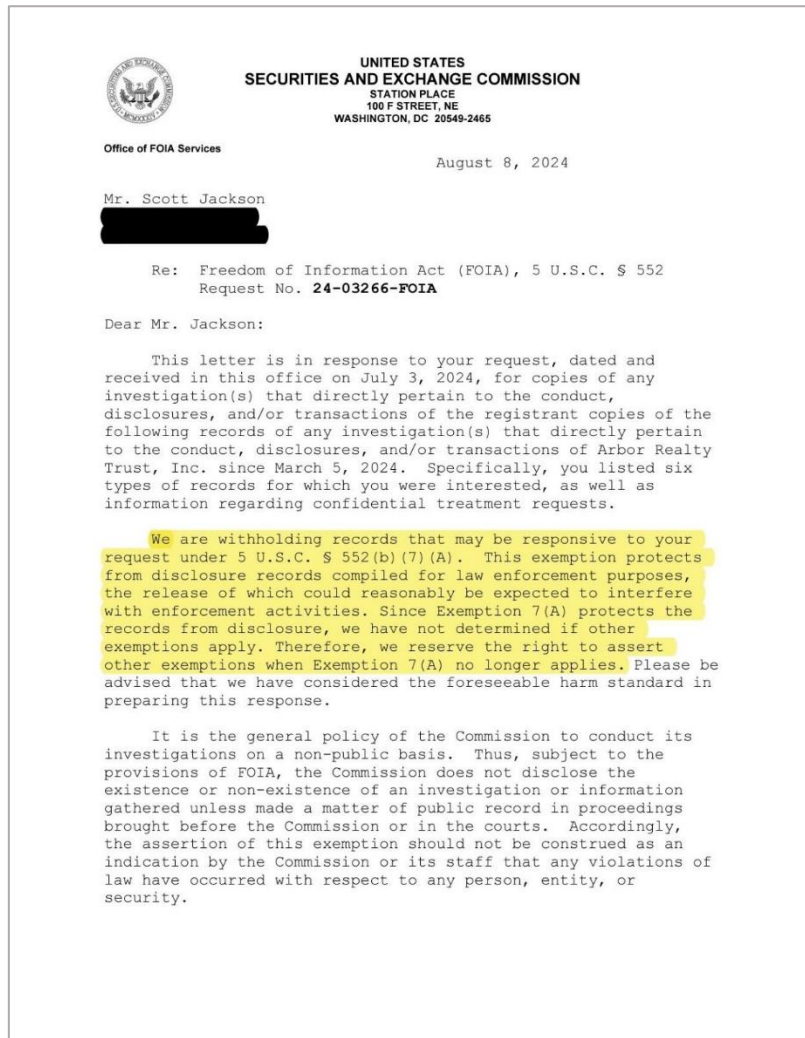 UNITED STATES
SECURITIES AND EXCHANGE COMMISSION
STATION PLACE
100 F STREET, NE
WASHINGTON, DC 20549-2465
Office of FOIA Services
August 8, 2024
Mr. Scott Jackson
Re: Freedom of Information Act (FOIA), 5 U.S.C. § 552
Request No. 24-03266-FOIA
Dear Mr. Jackson:
This letter is in response to your request, dated and
received in this office on July 3, 2024, for copies of any
investigation(s) that directly pertain to the conduct,
disclosures, and/or transactions of the registrant copies of the
following records of any investigation(s) that directly pertain
to the conduct, disclosures, and/or transactions of Arbor Realty
Trust, Inc. since March 5, 2024. Specifically, you listed six
types of records for which you were interested, as well as
information regarding confidential treatment requests.
We are withholding records that may be responsive to your
request under 5 U.S.C. § 552(b)(7)(A). This exemption protects
from disclosure records compiled for law enforcement purposes,
the release of which could reasonably be expected to interfere
with enforcement activities. Since Exemption 7(A) protects the
records from disclosure, we have not determined if other
exemptions apply. Therefore, we reserve the right to assert
other exemptions when Exemption 7(A) no longer applies. Please be
advised that we have considered the foreseeable harm standard in
preparing this response.
It is the general policy of the Commission to conduct its
investigations on a non-public basis. Thus, subject to the
provisions of FOIA, the Commission does not disclose the
existence or non-existence of an investigation or information
gathered unless made a matter of public record in proceedings
brought before the Commission or in the courts. Accordingly,
the assertion of this exemption should not be construed as an
indication by the Commission or its staff that any violations of
law have occurred with respect to any person, entity, or
security.